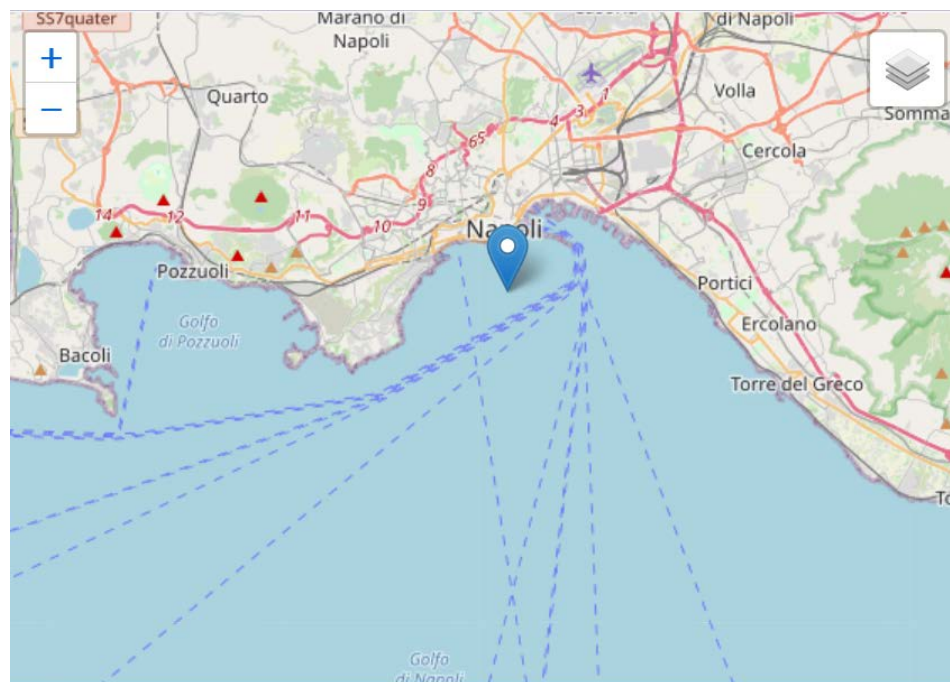 SS7quater
Marano di
Napoli
di Napoli
+
−
Quarto
Volla
Somma
Cercola
1
3
4
65
8
9
10
11
12
14
Napoli
Pozzuoli
Portici
Golfo
di Pozzuoli
Ercolano
Bacoli
Torre del Greco
To
Golfo
di Napoli